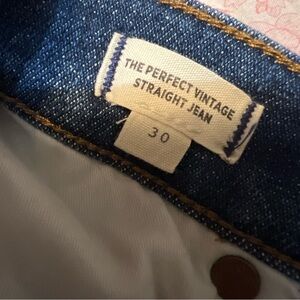 THE PERFECT VINTAGE
STRAIGHT JEAN
30